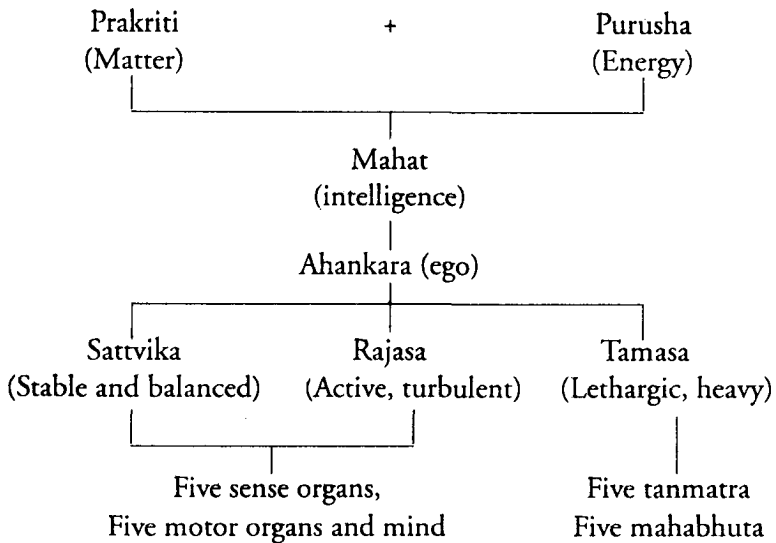 Prakriti + Purusha
(Matter) (Energy)
Mahat
(intelligence)
Ahankara (ego)
Sattvika Rajasa Tamasa
(Stable and balanced) (Active, turbulent) (Lethargic, heavy)
Five sense organs, Five tanmatra
Five motor organs and mind Five mahabhuta